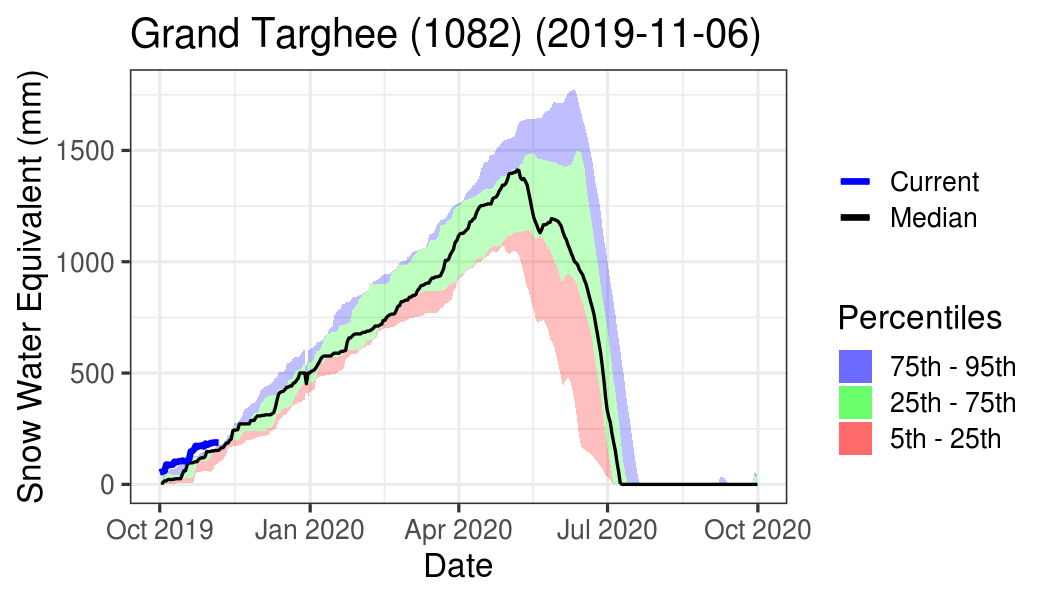 Grand Targhee (1082) (2019-11-06)
Snow Water Equivalent (mm)
1500
1000
500
0
Oct 2019 Jan 2020 Apr 2020 Jul 2020 Oct 2020
Date
Current
Median
Percentiles
75th - 95th
25th - 75th
5th - 25th